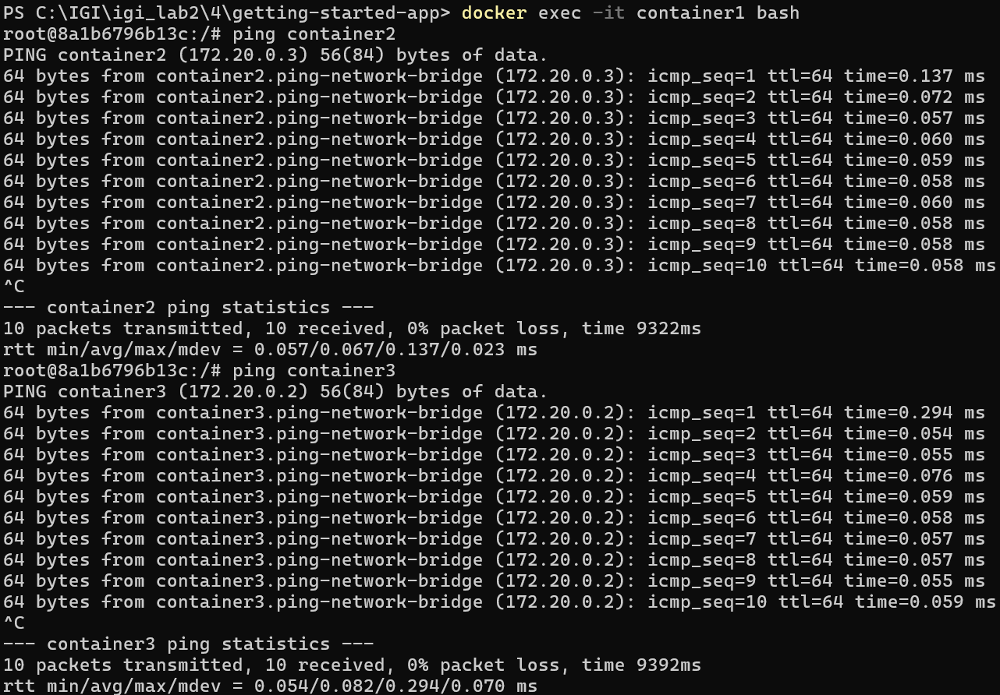 PS C:\IGI\igi_lab2\4\getting-started-app> docker exec -it container1 bash
root@8a1b6796b13c:/# ping container2
PING container2 (172.20.0.3) 56(84) bytes of data.
64 bytes from container2.ping-network-bridge (172.20.0.3): icmp_seq=1 ttl=64 time=0.137 ms
64 bytes from container2.ping-network-bridge (172.20.0.3): icmp_seq=2 ttl=64 time=0.072 ms
64 bytes from container2.ping-network-bridge (172.20.0.3): icmp_seq=3 ttl=64 time=0.057 ms
64 bytes from container2.ping-network-bridge (172.20.0.3): icmp_seq=4 ttl=64 time=0.060 ms
64 bytes from container2.ping-network-bridge (172.20.0.3): icmp_seq=5 ttl=64 time=0.059 ms
64 bytes from container2.ping-network-bridge (172.20.0.3): icmp_seq=6 ttl=64 time=0.058 ms
64 bytes from container2.ping-network-bridge (172.20.0.3): icmp_seq=7 ttl=64 time=0.060 ms
64 bytes from container2.ping-network-bridge (172.20.0.3): icmp_seq=8 ttl=64 time=0.058 ms
64 bytes from container2.ping-network-bridge (172.20.0.3): icmp_seq=9 ttl=64 time=0.058 ms
64 bytes from container2.ping-network-bridge (172.20.0.3): icmp_seq=10 ttl=64 time=0.058 ms
^C
--- container2 ping statistics ---
10 packets transmitted, 10 received, 0% packet loss, time 9322ms
rtt min/avg/max/mdev = 0.057/0.067/0.137/0.023 ms
root@8a1b6796b13c:/# ping container3
PING container3 (172.20.0.2) 56(84) bytes of data.
64 bytes from container3.ping-network-bridge (172.20.0.2): icmp_seq=1 ttl=64 time=0.294 ms
64 bytes from container3.ping-network-bridge (172.20.0.2): icmp_seq=2 ttl=64 time=0.054 ms
64 bytes from container3.ping-network-bridge (172.20.0.2): icmp_seq=3 ttl=64 time=0.055 ms
64 bytes from container3.ping-network-bridge (172.20.0.2): icmp_seq=4 ttl=64 time=0.076 ms
64 bytes from container3.ping-network-bridge (172.20.0.2): icmp_seq=5 ttl=64 time=0.059 ms
64 bytes from container3.ping-network-bridge (172.20.0.2): icmp_seq=6 ttl=64 time=0.058 ms
64 bytes from container3.ping-network-bridge (172.20.0.2): icmp_seq=7 ttl=64 time=0.057 ms
64 bytes from container3.ping-network-bridge (172.20.0.2): icmp_seq=8 ttl=64 time=0.057 ms
64 bytes from container3.ping-network-bridge (172.20.0.2): icmp_seq=9 ttl=64 time=0.055 ms
64 bytes from container3.ping-network-bridge (172.20.0.2): icmp_seq=10 ttl=64 time=0.059 ms
^C
--- container3 ping statistics ---
10 packets transmitted, 10 received, 0% packet loss, time 9392ms
rtt min/avg/max/mdev = 0.054/0.082/0.294/0.070 ms